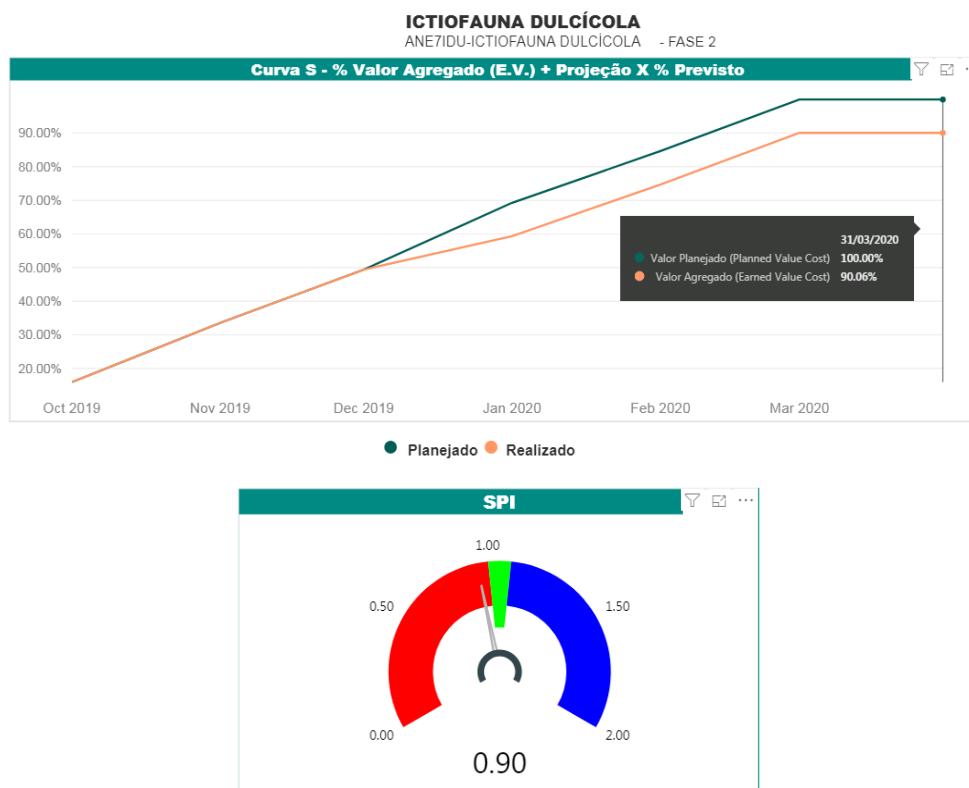 ICTIOFAUNA DULCÍCOLA
ANE7IDU-ICTIOFAUNA DULCÍCOLA - FASE 2
Curva S - % Valor Agregado (E.V.) + Projeção X % Previsto
90.00%
80.00%
70.00%
60.00%
50.00%
40.00%
30.00%
20.00%
31/03/2020
Valor Planejado (Planned Value Cost) 100.00%
Valor Agregado (Earned Value Cost) 90.06%
Oct 2019 Nov 2019 Dec 2019 Jan 2020 Feb 2020 Mar 2020
Planejado Realizado
SPI
1.00
0.50 1.50
0.00 2.00
0.90